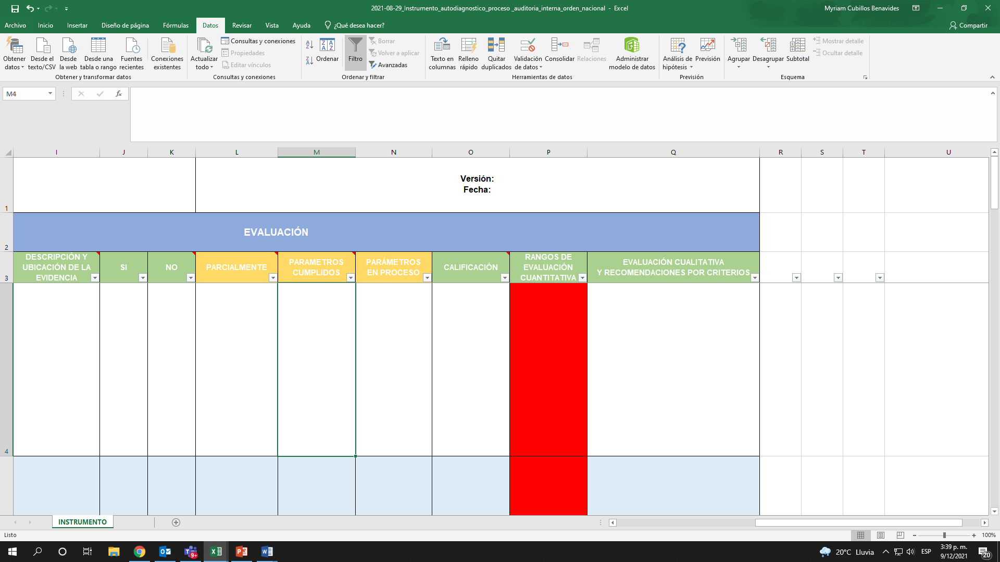 2021-08-29_Instrumento_autodiagnostico_proceso _auditoria_interna_orden_nacional - Excel
Myriam Cubillos Benavides
Archivo Inicio Insertar Diseño de página Fórmulas Datos Revisar Vista Ayuda ¿Qué desea hacer? Compartir
Obtener datos
Desde el texto/CSV
Desde la web
Desde una tabla o rango
Fuentes recientes
Conexiones existentes
Obtener y transformar datos
Actualizar todo
Consultas y conexiones
Propiedades
Editar vínculos
Consultas y conexiones
Ordenar
Filtro
Borrar
Volver a aplicar
Avanzadas
Ordenar y filtrar
Texto en columnas
Relleno rápido
Quitar duplicados
Validación de datos
Consolidar
Relaciones
Administrar modelo de datos
Herramientas de datos
Análisis de hipótesis
Previsión
Previsión
Agrupar
Desagrupar
Subtotal
Mostrar detalle
Ocultar detalle
Esquema
M4
fx
I J K L M N O P Q R S T U
Versión:
Fecha:
1
EVALUACIÓN
2
DESCRIPCIÓN Y
UBICACIÓN DE LA
EVIDENCIA
SI
NO
PARCIALMENTE
PARAMETROS
CUMPLIDOS
PARÁMETROS
EN PROCESO
CALIFICACIÓN
RANGOS DE
EVALUACIÓN
CUANTITATIVA
EVALUACIÓN CUALITATIVA
Y RECOMENDACIONES POR CRITERIOS
3
4
INSTRUMENTO
Listo
100%
20°C Lluvia
ESP
3:39 p. m.
9/12/2021
9+
20